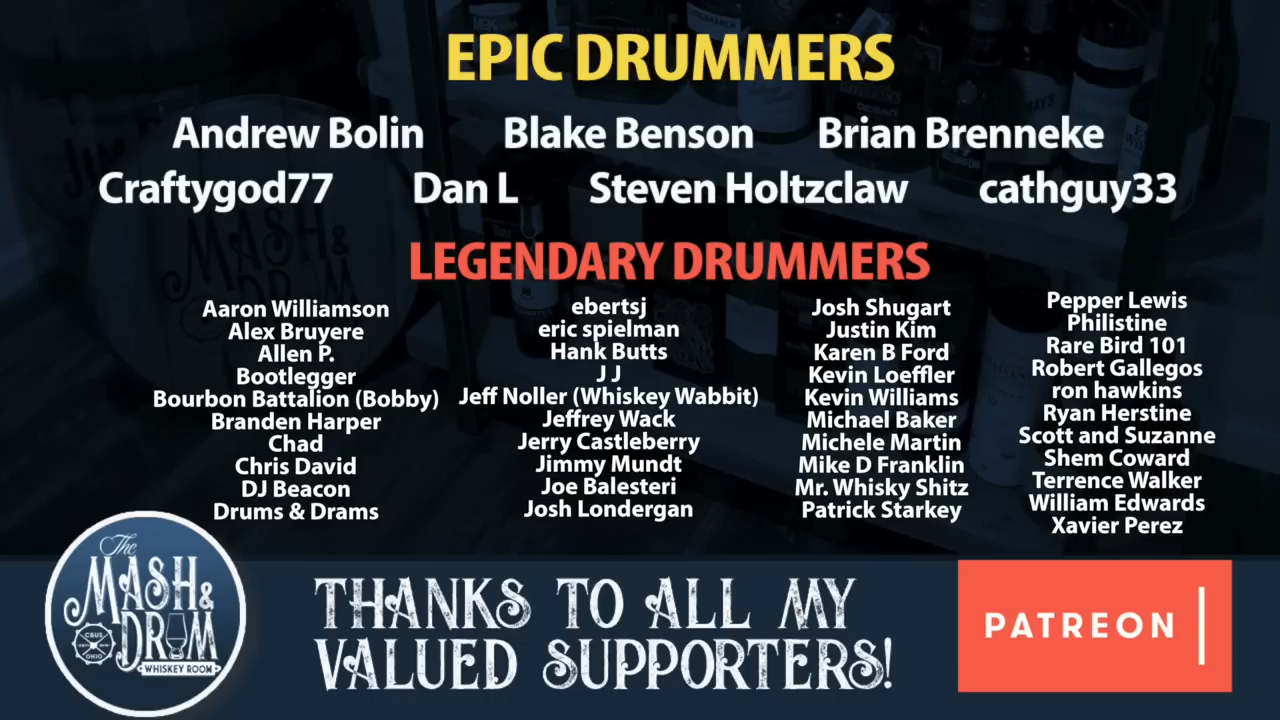 EPIC DRUMMERS
Andrew Bolin Blake Benson Brian Brenneke
Craftygod77 Dan L Steven Holtzclaw cathguy33
LEGENDARY DRUMMERS
Aaron Williamson
Alex Bruyere
Allen P.
Bootlegger
Bourbon Battalion (Bobby)
Branden Harper
Chad
Chris David
DJ Beacon
Drums & Drams
ebertsj
eric spielman
Hank Butts
J J
Jeff Noller (Whiskey Wabbit)
Jeffrey Wack
Jerry Castleberry
Jimmy Mundt
Joe Balesteri
Josh Londergan
Josh Shugart
Justin Kim
Karen B Ford
Kevin Loeffler
Kevin Williams
Michael Baker
Michele Martin
Mike D Franklin
Mr. Whisky Shitz
Patrick Starkey
Pepper Lewis
Philistine
Rare Bird 101
Robert Gallegos
ron hawkins
Ryan Herstine
Scott and Suzanne
Shem Coward
Terrence Walker
William Edwards
Xavier Perez
The
MASH &
DRUM
CBUS
OHIO
WHISKEY ROOM
THANKS TO ALL MY
VALUED SUPPORTERS!
PATREON
MASH &
DRUM